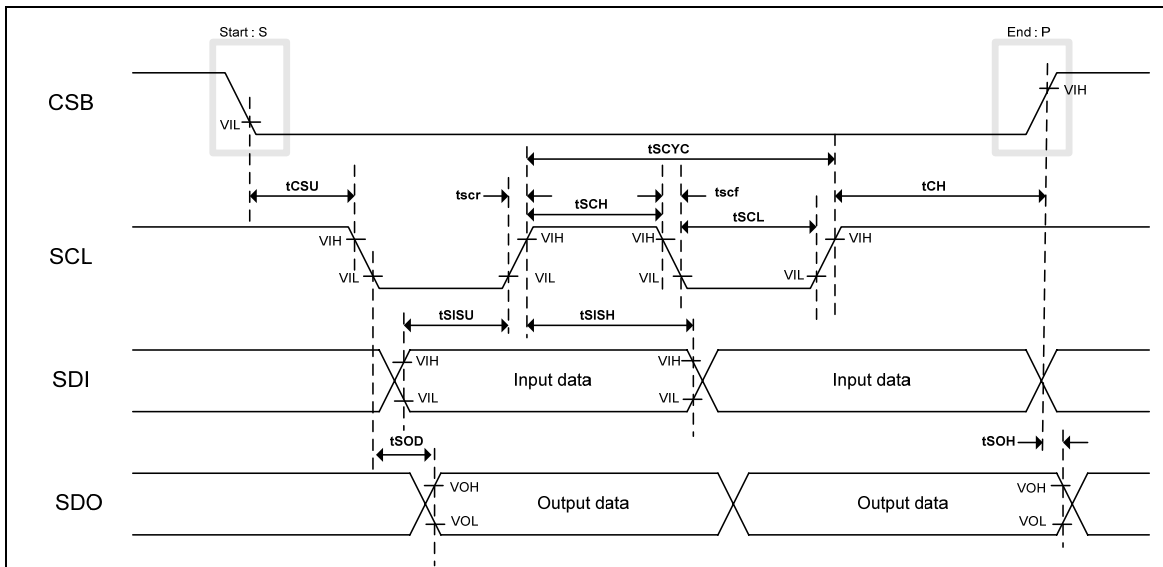 Start : S
End : P
CSB
VIL
VIH
tSCYC
tCSU
tscr
tSCH
tscf
tSCL
tCH
SCL
VIH
VIL
VIH
VIL
VIH
VIL
VIH
VIL
tSISU
tSISH
SDI
VIH
VIL
Input data
VIH
VIL
Input data
tSOD
tSOH
SDO
VOH
VOL
Output data
Output data
VOH
VOL